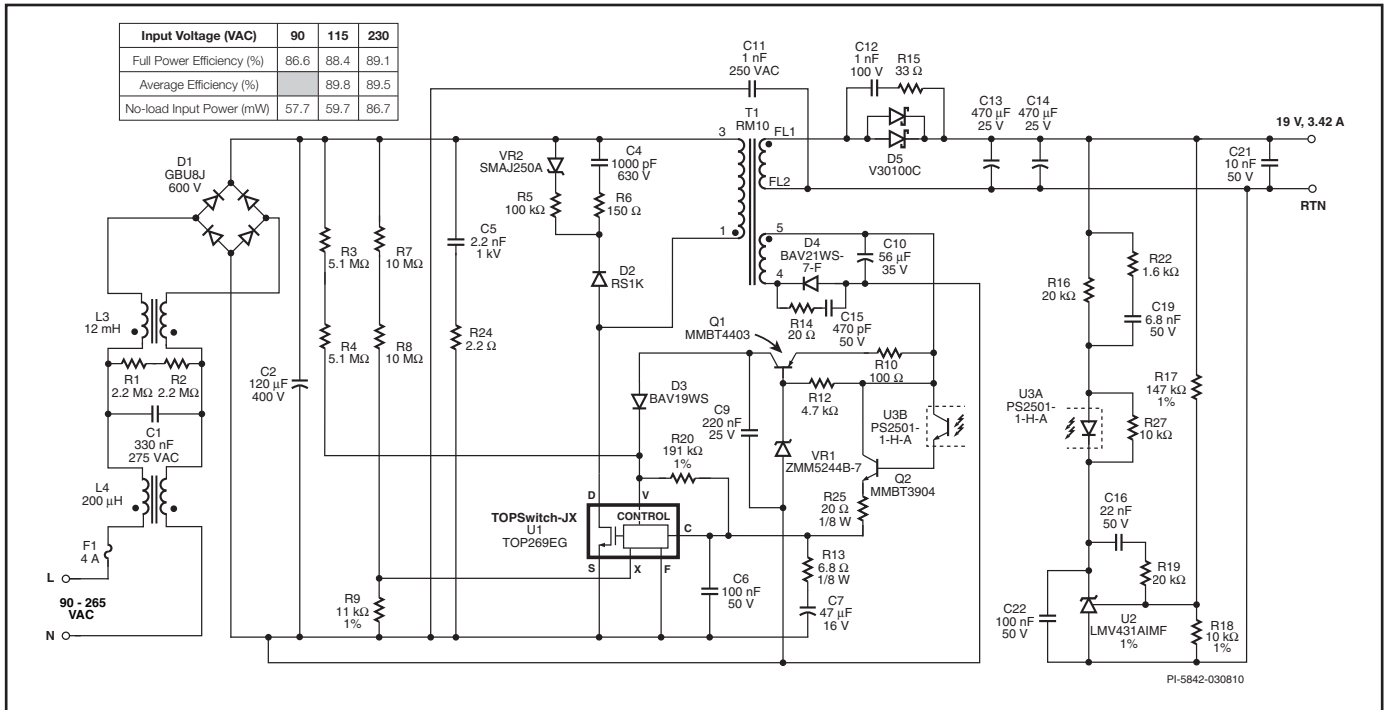 Input Voltage (VAC) 90 115 230
Full Power Efficiency (%) 86.6 88.4 89.1
Average Efficiency (%) 89.8 89.5
No-load Input Power (mW) 57.7 59.7 86.7
C11
1 nF
250 VAC
C12
1 nF
100 V
R15
33 Ω
T1
RM10
3
FL1
FL2
1
5
4
D5
V30100C
C13
470 µF
25 V
C14
470 µF
25 V
19 V, 3.42 A
C21
10 nF
50 V
RTN
D1
GBU8J
600 V
VR2
SMAJ250A
C4
1000 pF
630 V
R5
100 kΩ
R6
150 Ω
C5
2.2 nF
1 kV
D2
RS1K
R3
5.1 MΩ
R7
10 MΩ
D4
BAV21WS-
7-F
C10
56 µF
35 V
R14
20 Ω
C15
470 pF
50 V
R16
20 kΩ
R22
1.6 kΩ
C19
6.8 nF
50 V
L3
12 mH
R4
5.1 MΩ
R8
10 MΩ
R24
2.2 Ω
Q1
MMBT4403
R10
100 Ω
R12
4.7 kΩ
R1
2.2 MΩ
R2
2.2 MΩ
C2
120 µF
400 V
D3
BAV19WS
C9
220 nF
25 V
U3B
PS2501-
1-H-A
U3A
PS2501-
1-H-A
R17
147 kΩ
1%
R27
10 kΩ
C1
330 nF
275 VAC
R20
191 kΩ
1%
VR1
ZMM5244B-7
Q2
MMBT3904
R25
20 Ω
1/8 W
L4
200 µH
D
V
CONTROL
C
S
X
F
TOPSwitch-JX
U1
TOP269EG
C16
22 nF
50 V
R19
20 kΩ
F1
4 A
L
90 - 265
VAC
N
R9
11 kΩ
1%
C6
100 nF
50 V
R13
6.8 Ω
1/8 W
C7
47 µF
16 V
C22
100 nF
50 V
U2
LMV431AIMF
1%
R18
10 kΩ
1%
PI-5842-030810